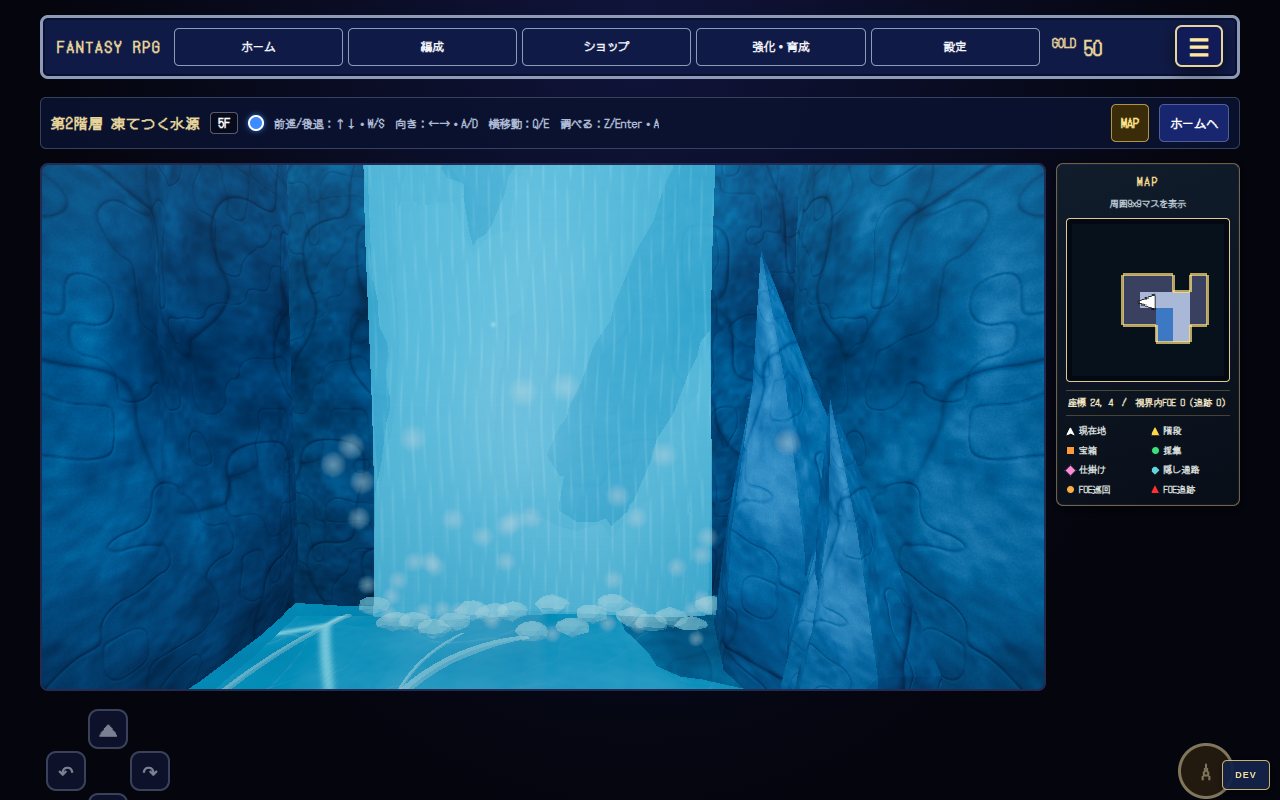 FANTASY RPG
ホーム
編成
ショップ
強化・育成
設定
GOLD 50
第2階層 凍てつく水源
5F
前進/後退：↑↓・W/S 向き：←→・A/D 横移動：Q/E 調べる：Z/Enter・A
MAP
ホームへ
MAP
周囲9x9マスを表示
座標 24, 4 / 視界内FOE 0 (追跡 0)
現在地
階段
宝箱
採集
仕掛け
隠し通路
FOE巡回
FOE追跡
A
DEV